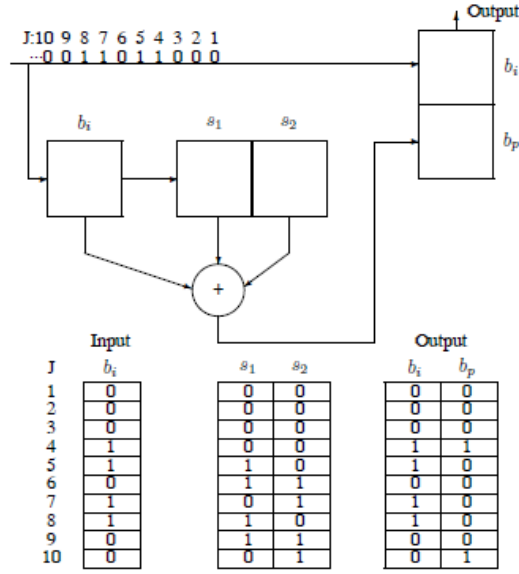 Output
J:10 9 8 7 6 5 4 3 2 1
...0 0 1 1 0 1 1 0 0 0
b_i
b_i s_1 s_2
b_p
+
Input Output
J b_i s_1 s_2 b_i b_p
1 0 0 0 0 0
2 0 0 0 0 0
3 0 0 0 0 0
4 1 0 0 1 1
5 1 1 0 1 0
6 0 1 1 0 0
7 1 0 1 1 0
8 1 1 0 1 0
9 0 1 1 0 0
10 0 0 1 0 1